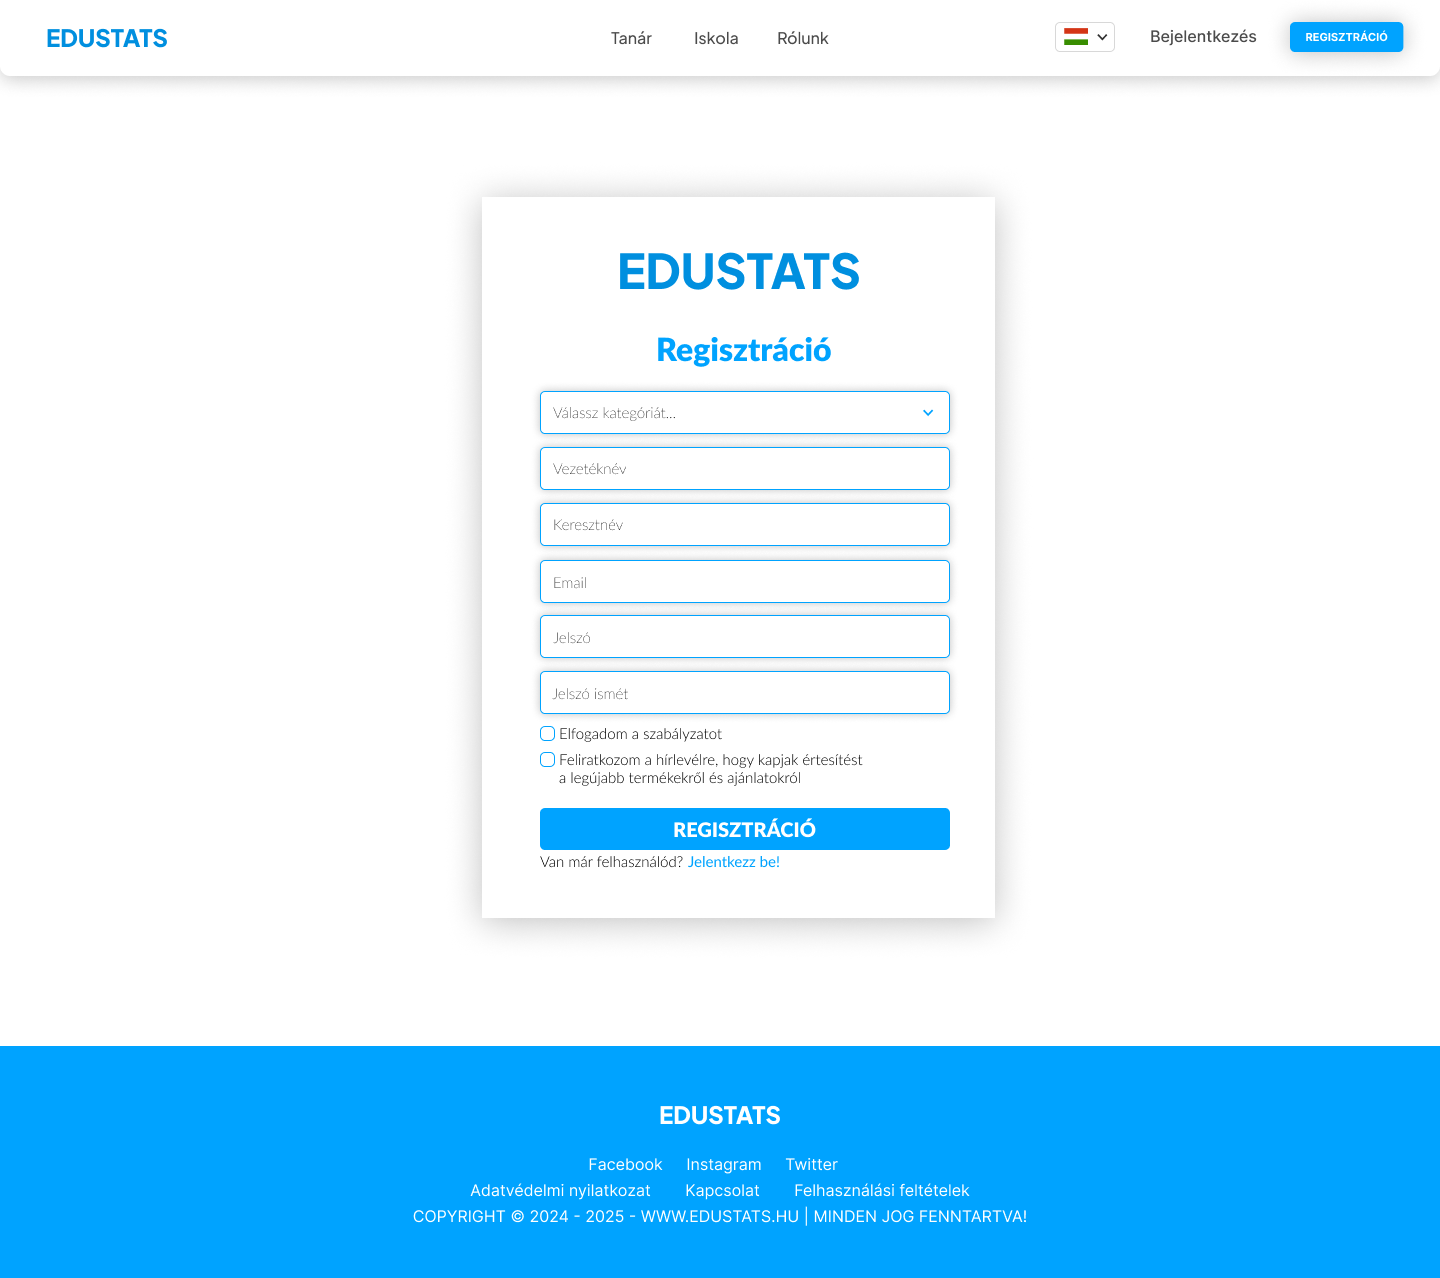 EDUSTATS
Tanár Iskola Rólunk
Bejelentkezés
REGISZTRÁCIÓ
EDUSTATS
Regisztráció
Válassz kategóriát...
Vezetéknév
Keresztnév
Email
Jelszó
Jelszó ismét
Elfogadom a szabályzatot
Feliratkozom a hírlevélre, hogy kapjak értesítést
a legújabb termékekről és ajánlatokról
REGISZTRÁCIÓ
Van már felhasználód? Jelentkezz be!
EDUSTATS
Facebook Instagram Twitter
Adatvédelmi nyilatkozat Kapcsolat Felhasználási feltételek
COPYRIGHT © 2024 - 2025 - WWW.EDUSTATS.HU | MINDEN JOG FENNTARTVA!